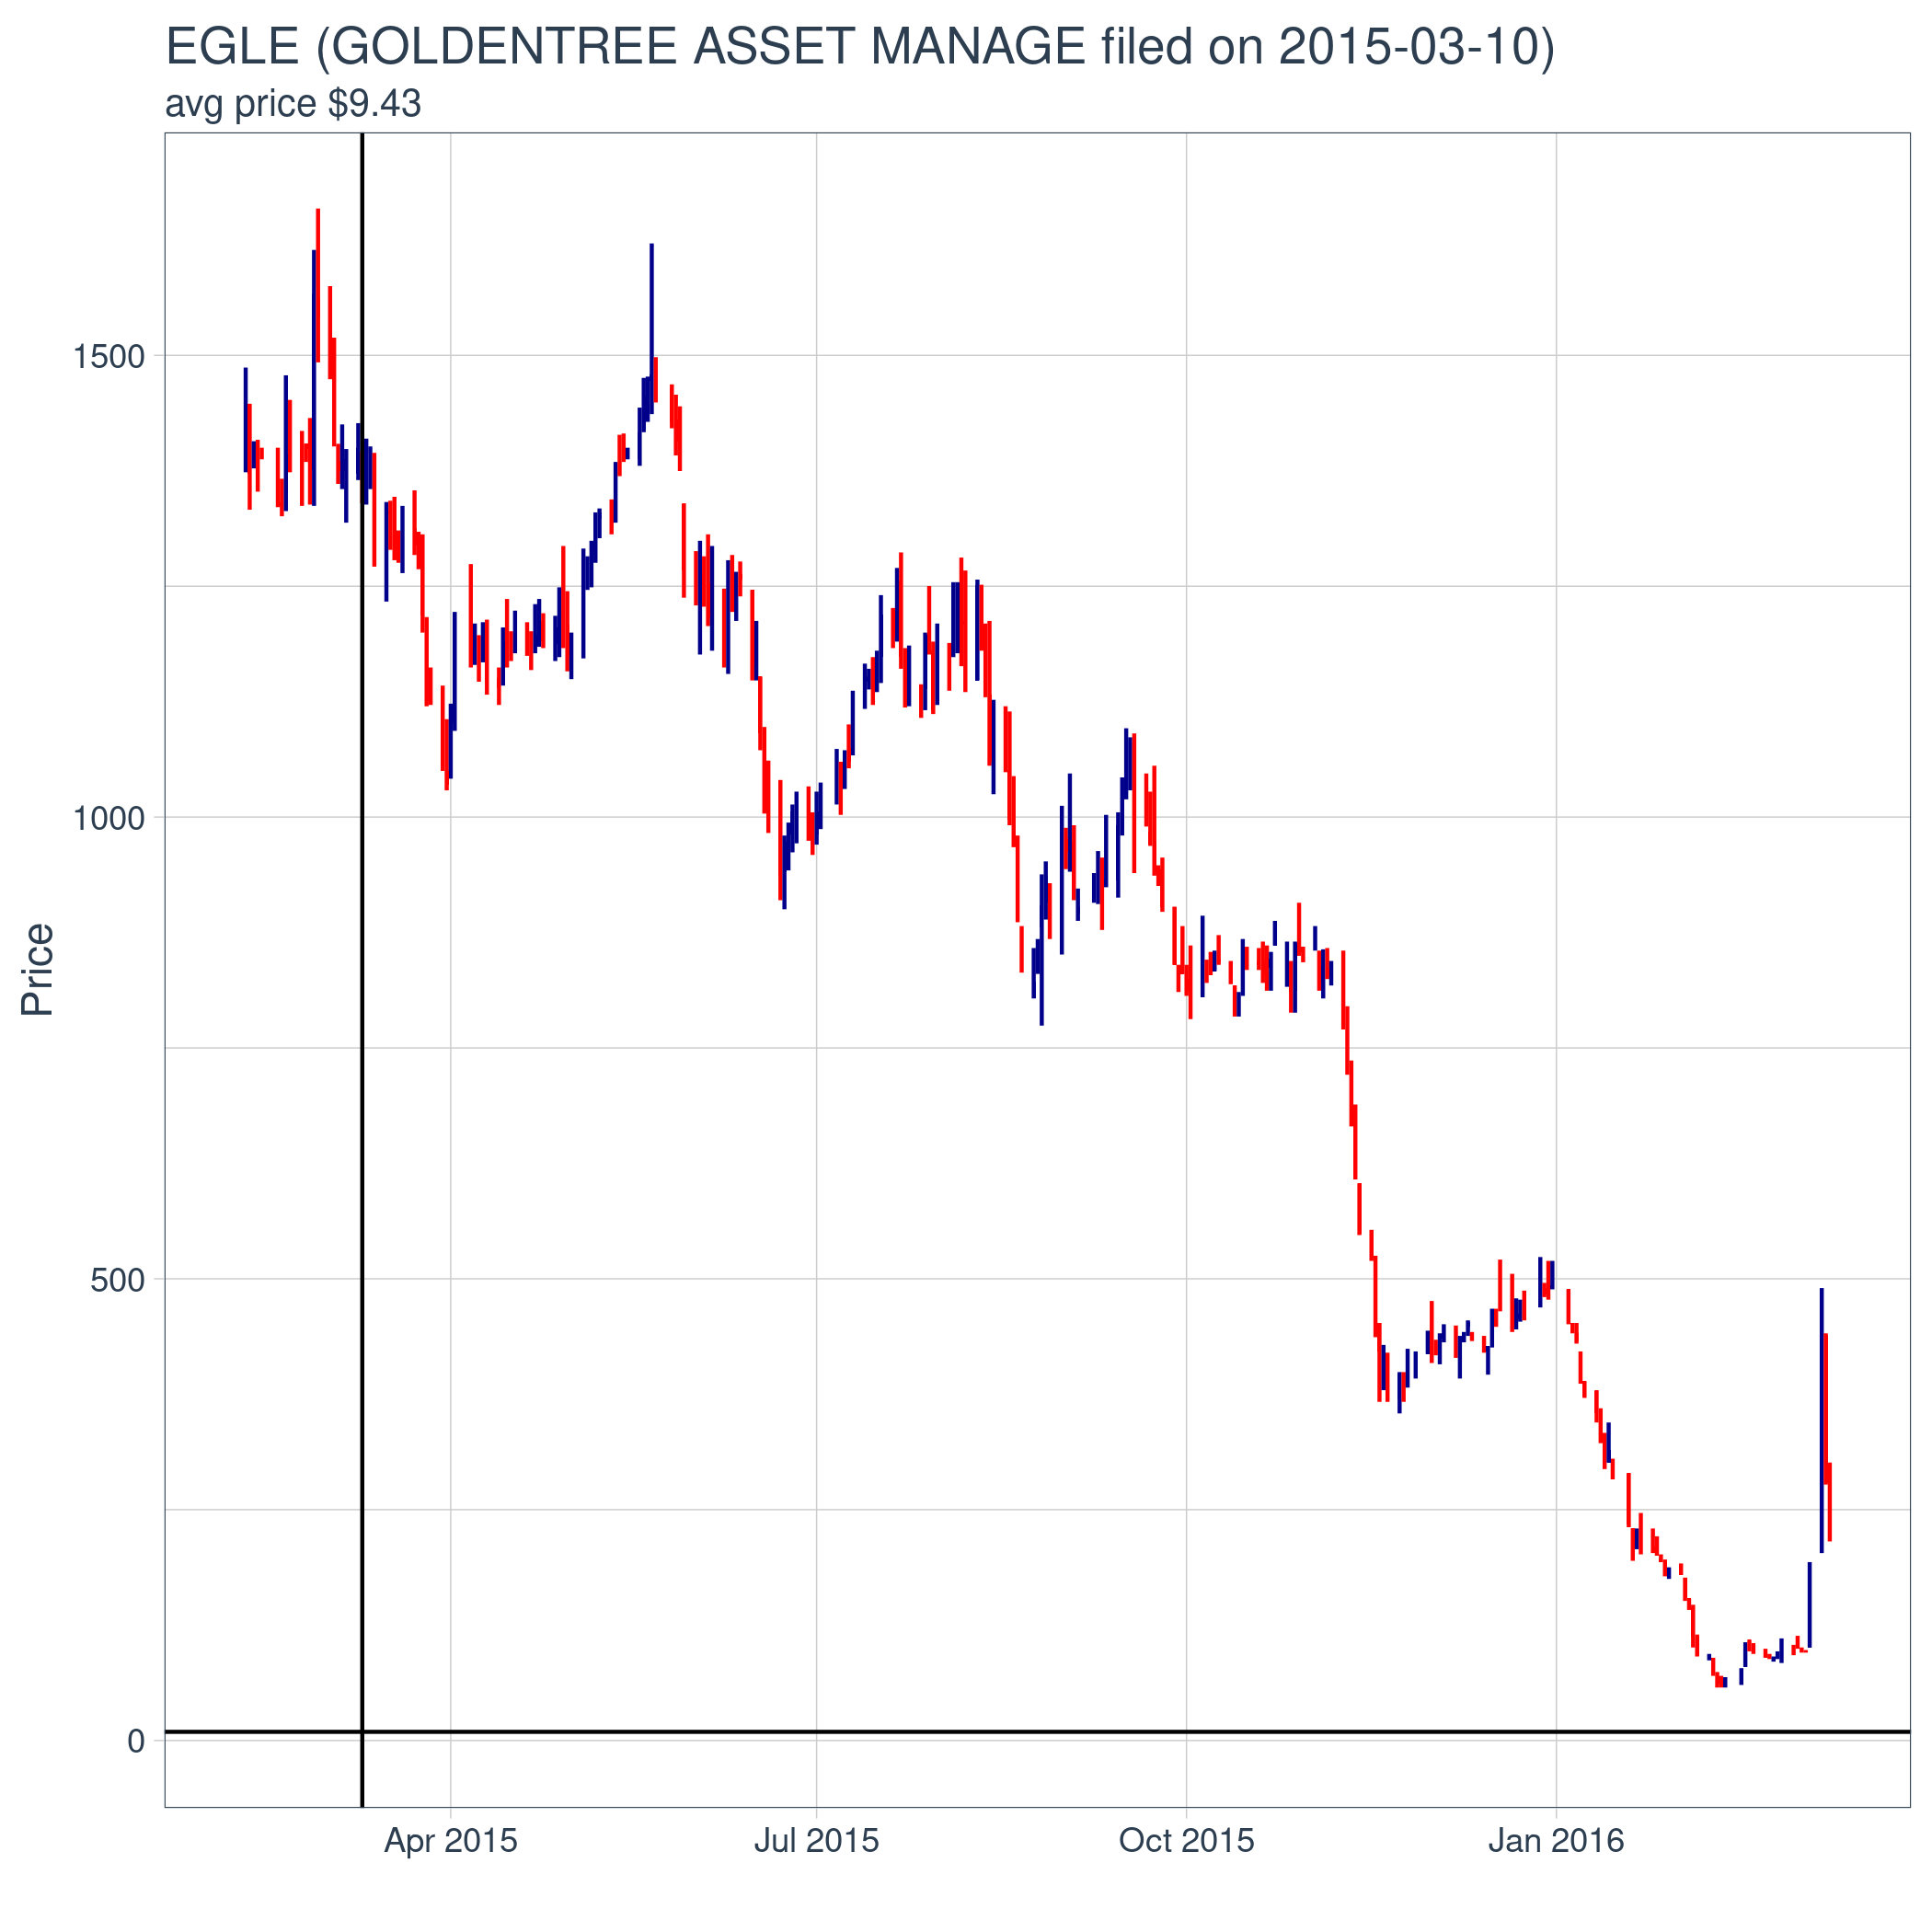 EGLE (GOLDENTREE ASSET MANAGE filed on 2015-03-10)
avg price $9.43
1500
1000
500
0
Price
Apr 2015
Jul 2015
Oct 2015
Jan 2016